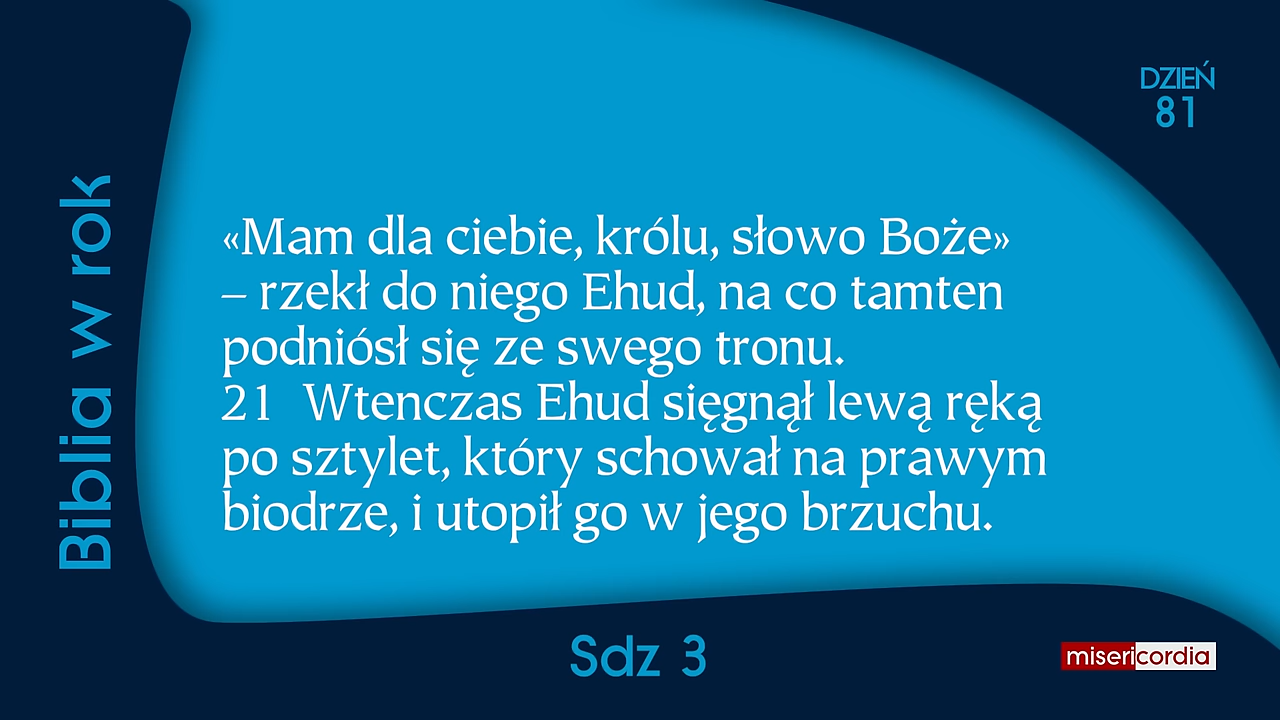 DZIEŃ
81
Biblia w rok
«Mam dla ciebie, królu, słowo Boże»
– rzekł do niego Ehud, na co tamten
podniósł się ze swego tronu.
21 Wtenczas Ehud sięgnął lewą ręką
po sztylet, który schował na prawym
biodrze, i utopił go w jego brzuchu.
Sdz 3
misericordia